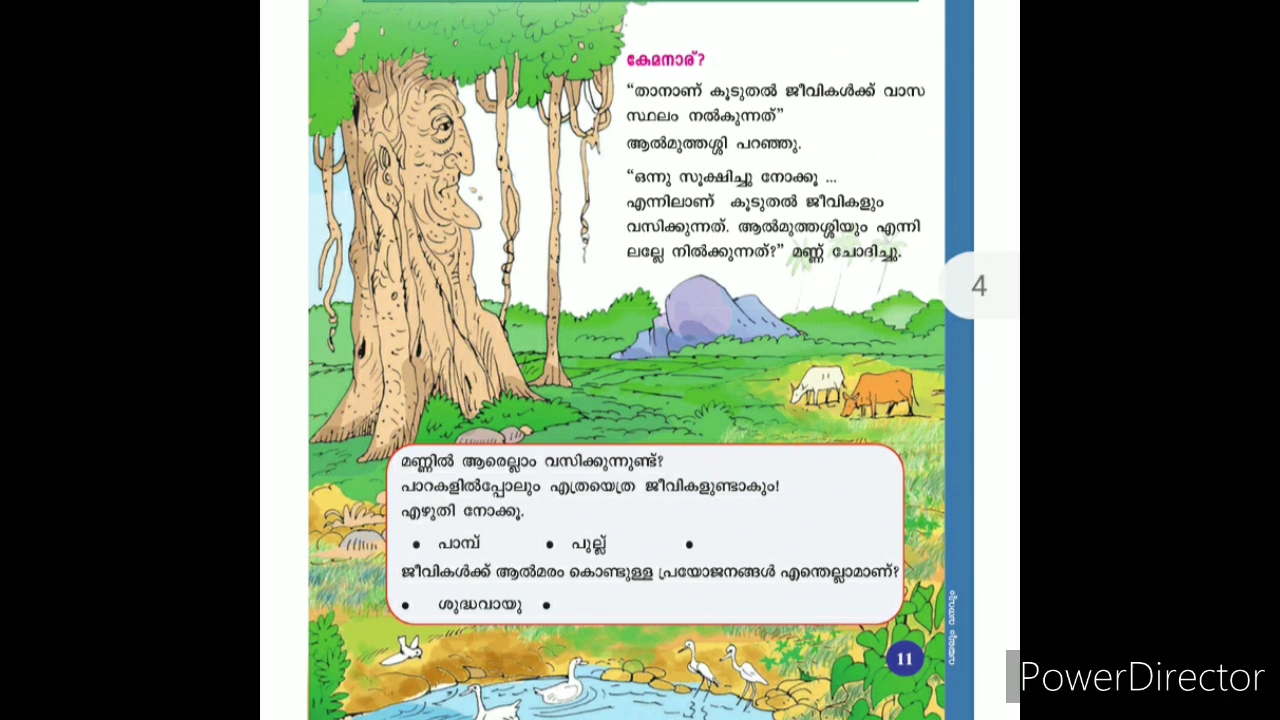 കേമനാര്?
“താനാണ് കൂടുതൽ ജീവികൾക്ക് വാസ
സ്ഥലം നൽകുന്നത്”
ആൽമുത്തശ്ശി പറഞ്ഞു.
“ഒന്നു സൂക്ഷിച്ചു നോക്കൂ ...
എന്നിലാണ് കൂടുതൽ ജീവികളും
വസിക്കുന്നത്. ആൽമുത്തശ്ശിയും എന്നി
ലല്ലേ നിൽക്കുന്നത്?” മണ്ണ് ചോദിച്ചു.
4
മണ്ണിൽ ആരെല്ലാം വസിക്കുന്നുണ്ട്?
പാറകളിൽപ്പോലും എത്രയെത്ര ജീവികളുണ്ടാകും!
എഴുതി നോക്കൂ.
• പാമ്പ് • പുല്ല് •
ജീവികൾക്ക് ആൽമരം കൊണ്ടുള്ള പ്രയോജനങ്ങൾ എന്തെല്ലാമാണ്?
• ശുദ്ധവായു •
വയലും വനവും
11
PowerDirector